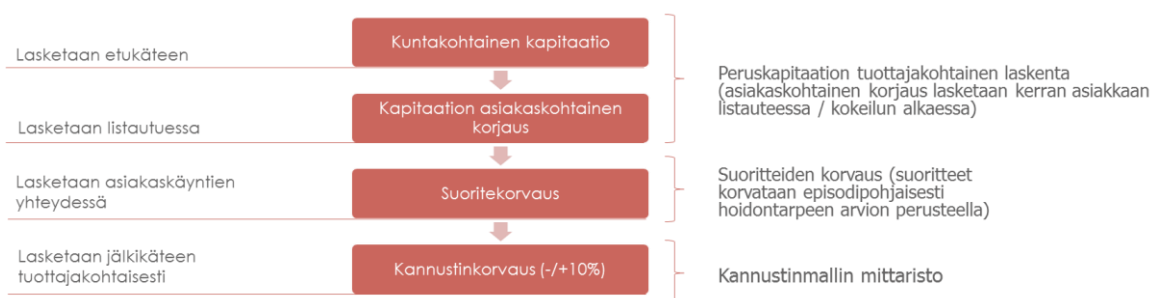 Lasketaan etukäteen
Kuntakohtainen kapitaatio
Lasketaan listautuessa
Kapitaation asiakaskohtainen
korjaus
Peruskapitaation tuottajakohtainen laskenta
(asiakaskohtainen korjaus lasketaan kerran asiakkaan
listauteessa / kokeilun alkaessa)
Lasketaan asiakaskäyntien
yhteydessä
Suoritekorvaus
Suoritteiden korvaus (suoritteet
korvataan episodipohjaisesti
hoidontarpeen arvion perusteella)
Lasketaan jälkikäteen
tuottajakohtaisesti
Kannustinkorvaus (-/+10%)
Kannustinmallin mittaristo